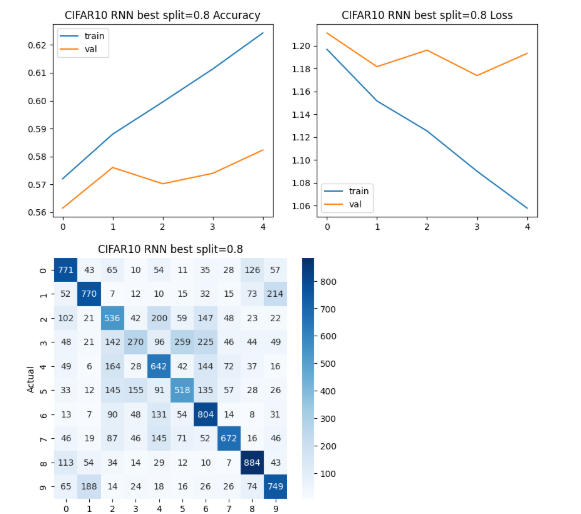 CIFAR10 RNN best split=0.8 Accuracy
train
val
0.62
0.61
0.60
0.59
0.58
0.57
0.56
0 1 2 3 4
CIFAR10 RNN best split=0.8 Loss
1.20
1.18
1.16
1.14
1.12
1.10
1.08
1.06
train
val
0 1 2 3 4
CIFAR10 RNN best split=0.8
Actual
0 771 43 65 10 54 11 35 28 126 57
1 52 770 7 12 10 15 32 15 73 214
2 102 21 536 42 200 59 147 48 23 22
3 48 21 142 270 96 259 225 46 44 49
4 49 6 164 28 642 42 144 72 37 16
5 33 12 145 155 91 518 135 57 28 26
6 13 7 90 48 131 54 804 14 8 31
7 46 19 87 46 145 71 52 672 16 46
8 113 54 34 14 29 12 10 7 884 43
9 65 188 14 24 18 16 26 26 74 749
0 1 2 3 4 5 6 7 8 9
800
700
600
500
400
300
200
100